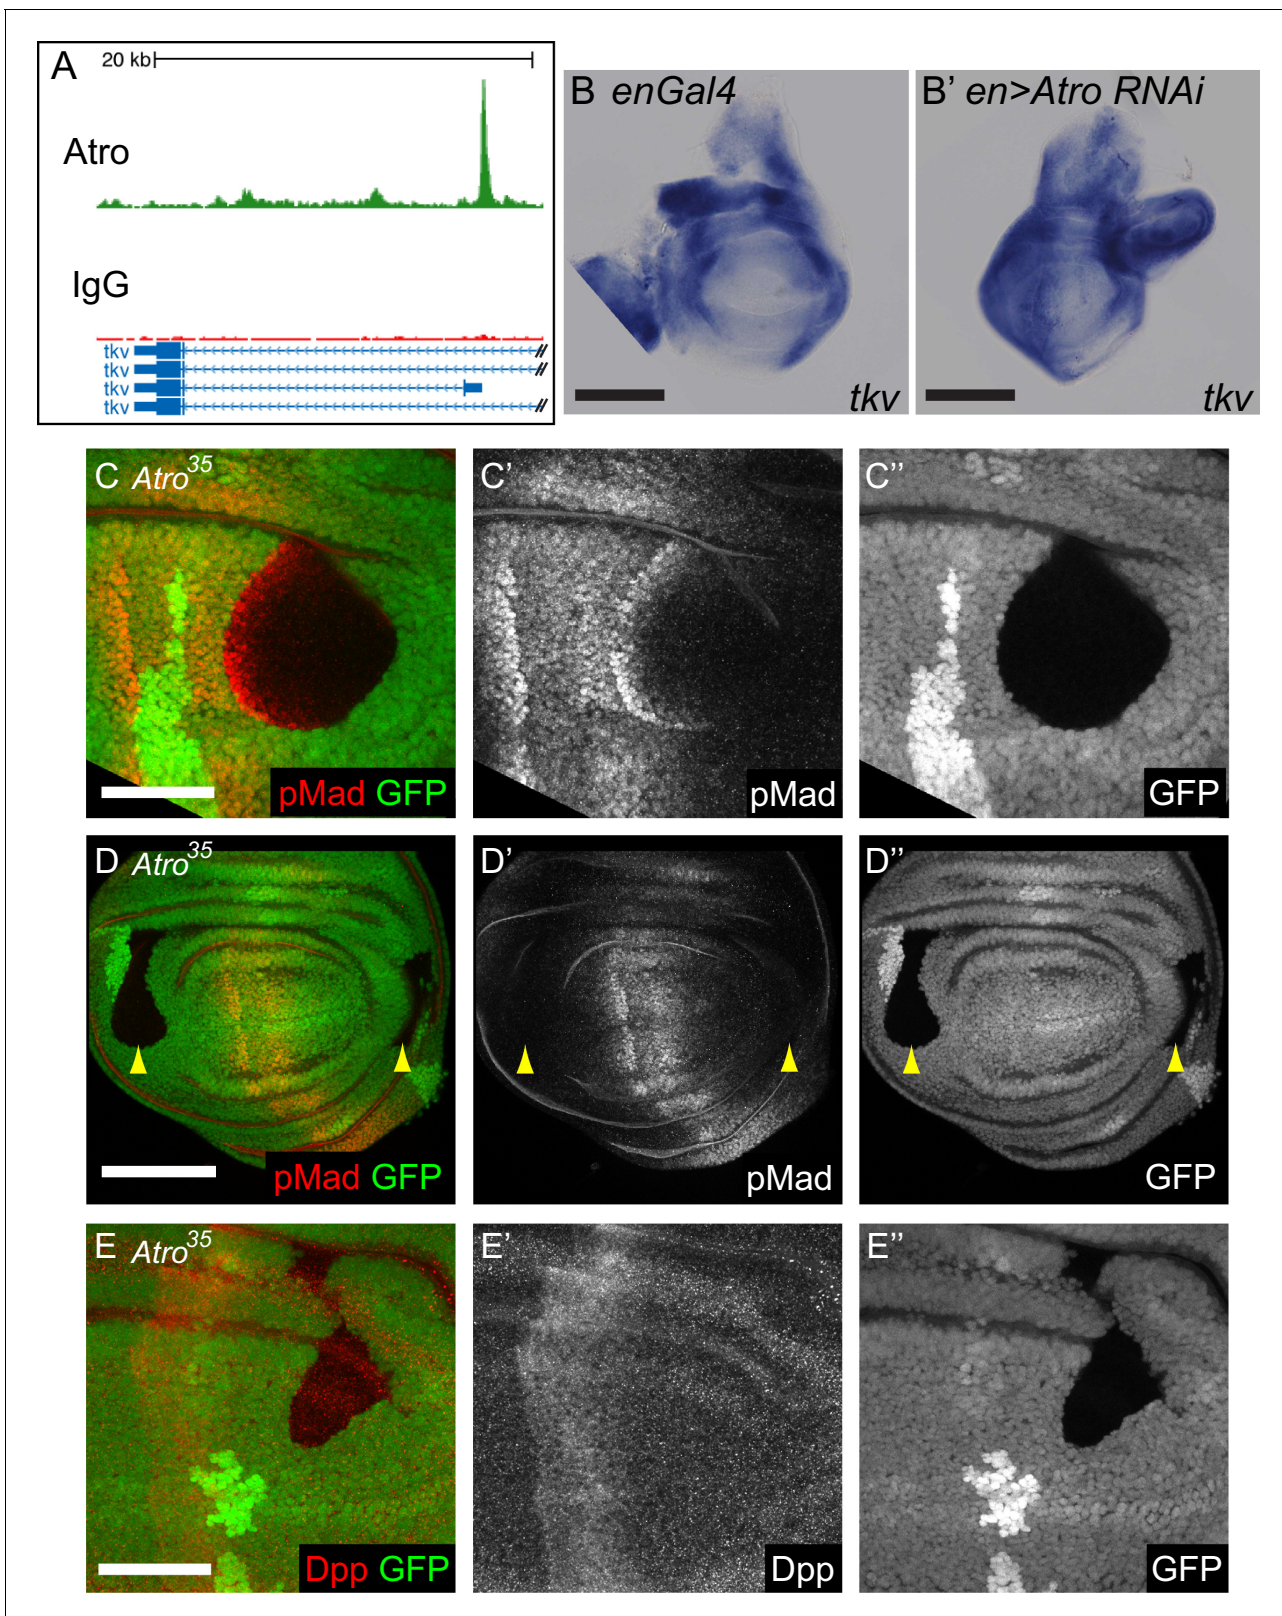 A
20 kb
Atro
IgG
tkv
tkv
tkv
tkv
B enGal4
tkv
B' en>Atro RNAi
tkv
C Atro35
pMad GFP
C'
pMad
C''
GFP
D Atro35
pMad GFP
D'
pMad
D''
GFP
E Atro35
Dpp GFP
E'
Dpp
E''
GFP